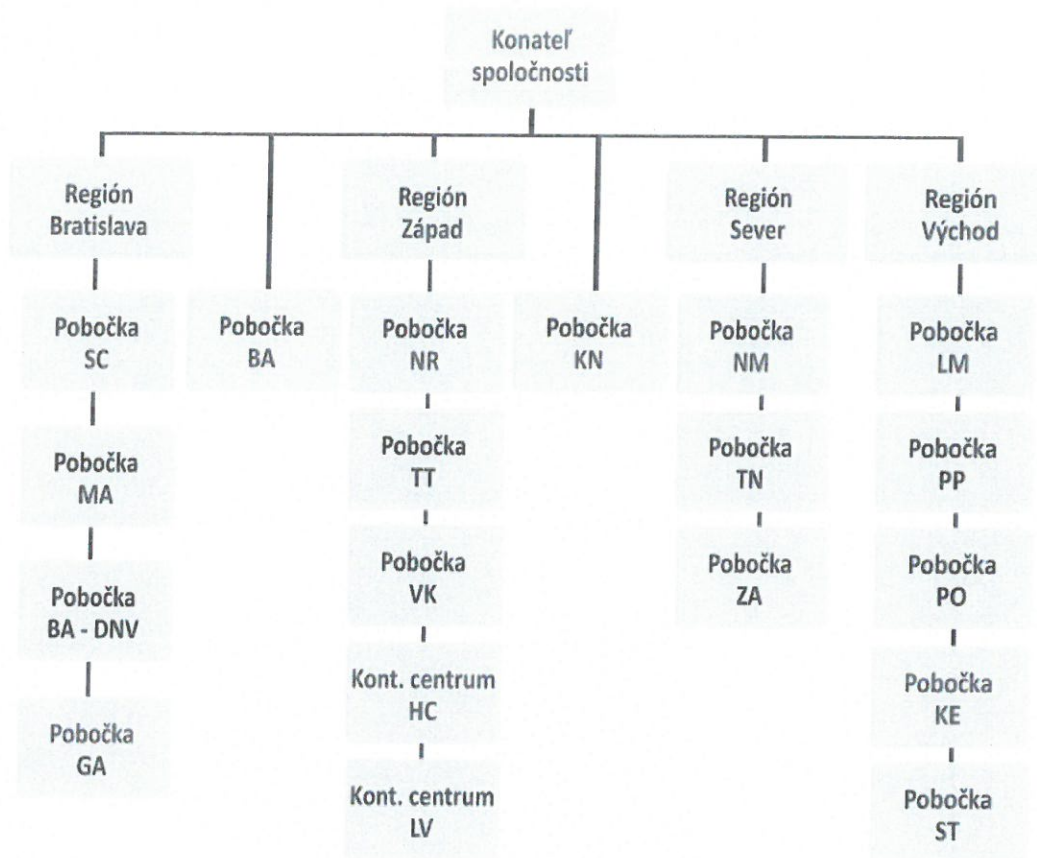 Konateľ
spoločnosti
Región
Bratislava
Región
Západ
Región
Sever
Región
Východ
Pobočka
SC
Pobočka
BA
Pobočka
NR
Pobočka
KN
Pobočka
NM
Pobočka
LM
Pobočka
MA
Pobočka
TT
Pobočka
TN
Pobočka
PP
Pobočka
BA - DNV
Pobočka
VK
Pobočka
ZA
Pobočka
PO
Pobočka
GA
Kont. centrum
HC
Pobočka
KE
Kont. centrum
LV
Pobočka
ST